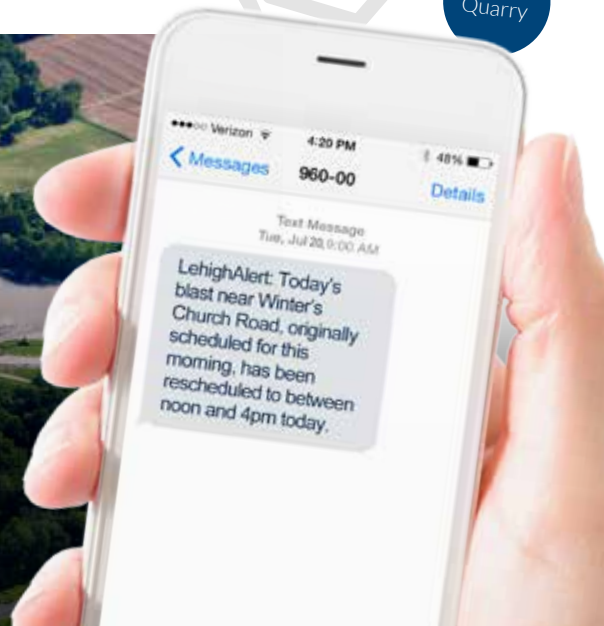 Quarry
Verizon
4:20 PM
48%
Messages
960-00
Details
Text Message
Tue, Jul 20, 9:00 AM
LehighAlert: Today's
blast near Winter's
Church Road, originally
scheduled for this
morning, has been
rescheduled to between
noon and 4pm today.